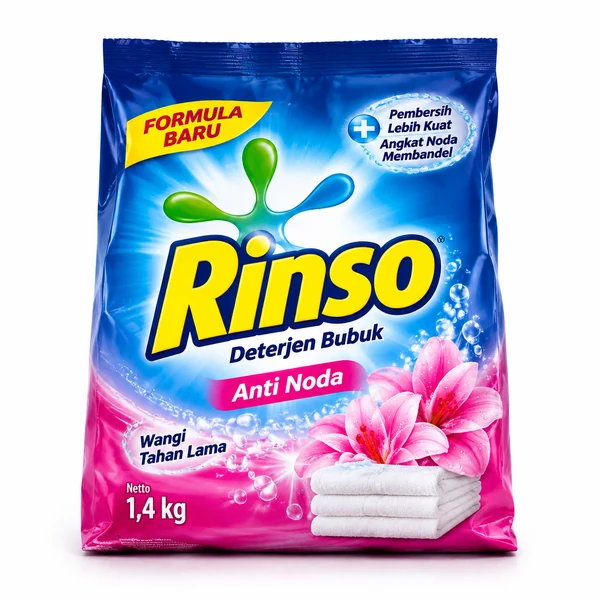 FORMULA
BARU
Pembersih
Lebih Kuat
Angkat Noda
Membandel
Rinso
Deterjen Bubuk
Anti Noda
Wangi
Tahan Lama
Netto
1,4 kg